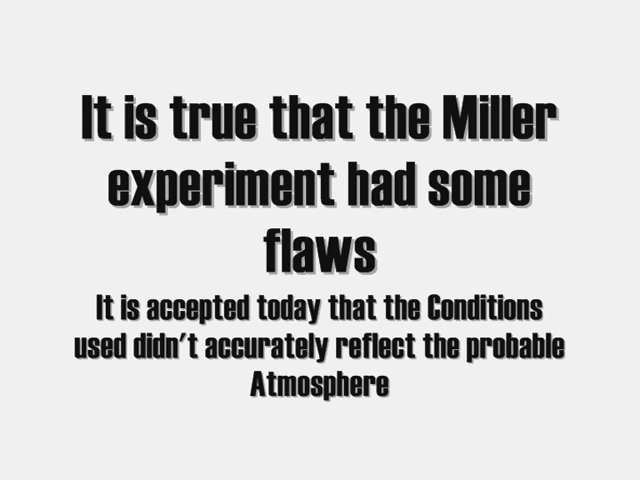 It is true that the Miller
experiment had some
flaws
It is accepted today that the Conditions
used didn't accurately reflect the probable
Atmosphere